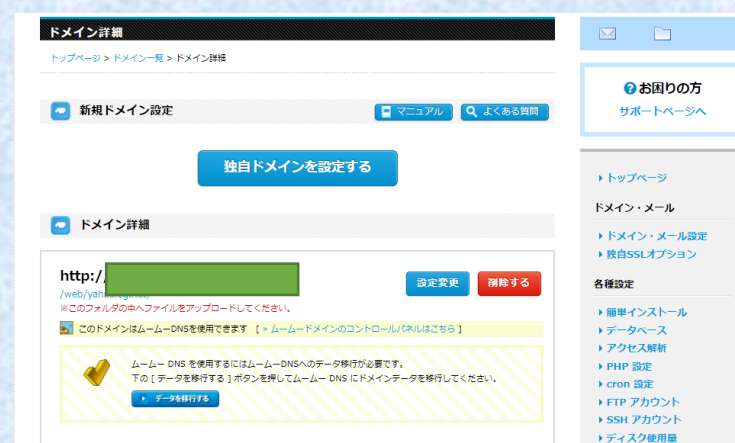 ドメイン詳細
トップページ > ドメイン一覧 > ドメイン詳細
新規ドメイン設定
マニュアル
よくある質問
独自ドメインを設定する
ドメイン詳細
http:/
設定変更
削除する
/web/yah
※このフォルダの中へファイルをアップロードしてください。
このドメインはムームーDNSを使用できます [ » ムームードメインのコントロールパネルはこちら ]
ムームー DNS を使用するにはムームーDNSへのデータ移行が必要です。
下の [ データを移行する ] ボタンを押してムームー DNS にドメインデータを移行してください。
データを移行する
お困りの方
サポートページへ
トップページ
ドメイン・メール
ドメイン・メール設定
独自SSLオプション
各種設定
簡単インストール
データベース
アクセス解析
PHP 設定
cron 設定
FTP アカウント
SSH アカウント
ディスク使用量